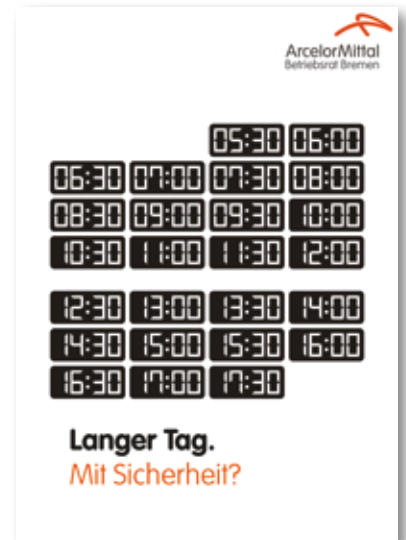 ArcelorMittal
Betriebsrat Bremen
05:30 06:00
06:30 07:00 07:30 08:00
08:30 09:00 09:30 10:00
10:30 11:00 11:30 12:00
12:30 13:00 13:30 14:00
14:30 15:00 15:30 16:00
16:30 17:00 17:30
Langer Tag.
Mit Sicherheit?